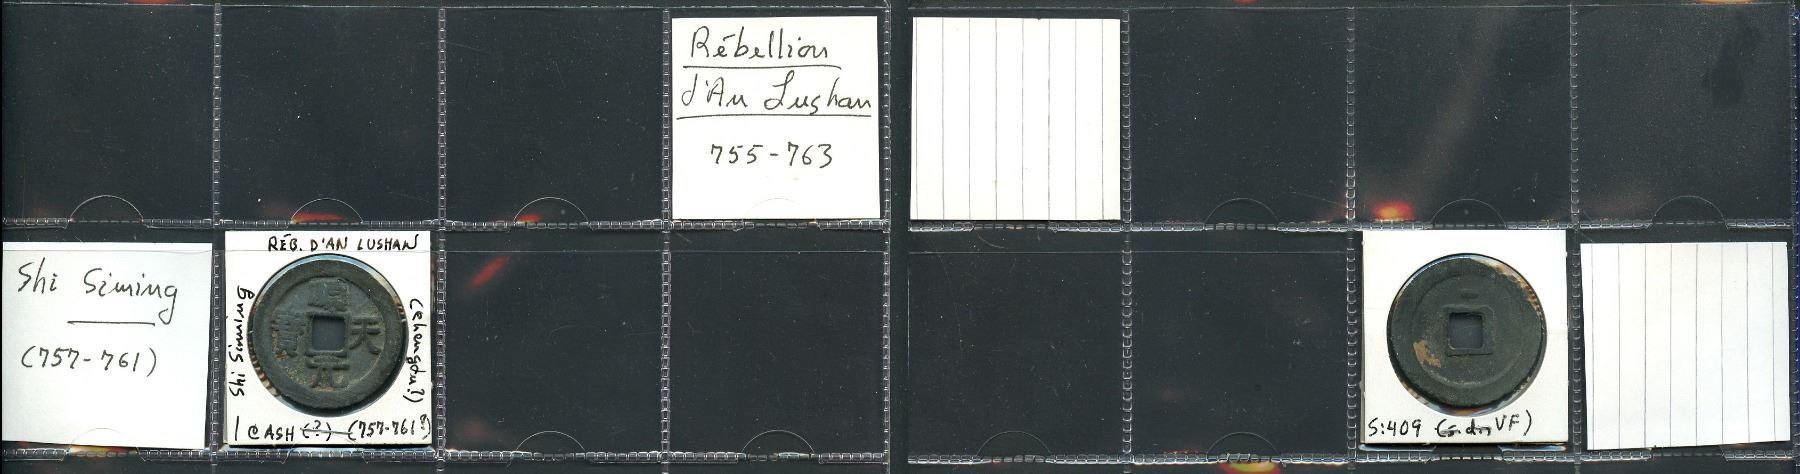 Rébellion
d'An Lushan
755-763
Shi Siming
(757-761)
RÉB. D'AN LUSHAN
Shi Siming
(Chengdu?)
順天元寶
1 CASH (?) (757-761?)
S:409 (VF)